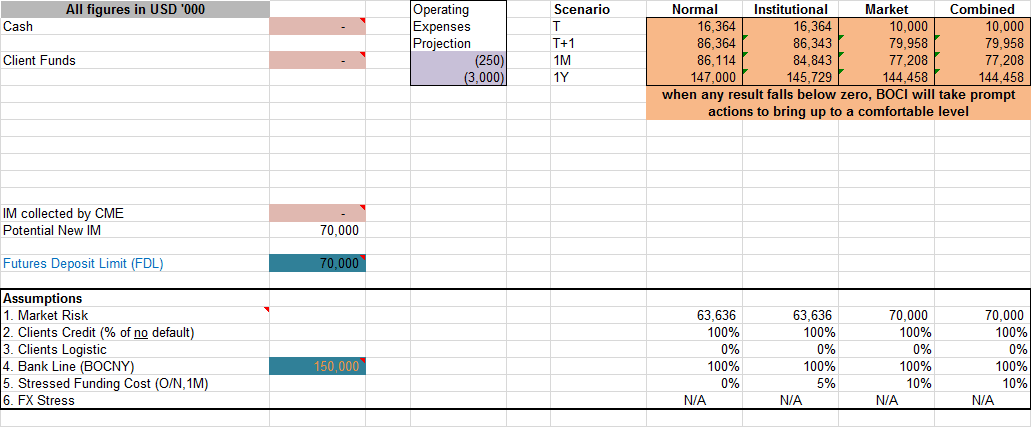 All figures in USD '000 Operating Scenario Normal Institutional Market Combined
Cash - Expenses T 16,364 16,364 10,000 10,000
Projection T+1 86,364 86,343 79,958 79,958
Client Funds - (250) 1M 86,114 84,843 77,208 77,208
(3,000) 1Y 147,000 145,729 144,458 144,458
when any result falls below zero, BOCI will take prompt
actions to bring up to a comfortable level
IM collected by CME -
Potential New IM 70,000
Futures Deposit Limit (FDL) 70,000
Assumptions
1. Market Risk 63,636 63,636 70,000 70,000
2. Clients Credit (% of no default) 100% 100% 100% 100%
3. Clients Logistic 0% 0% 0% 0%
4. Bank Line (BOCNY) 150,000 100% 100% 100% 100%
5. Stressed Funding Cost (O/N,1M) 0% 5% 10% 10%
6. FX Stress N/A N/A N/A N/A